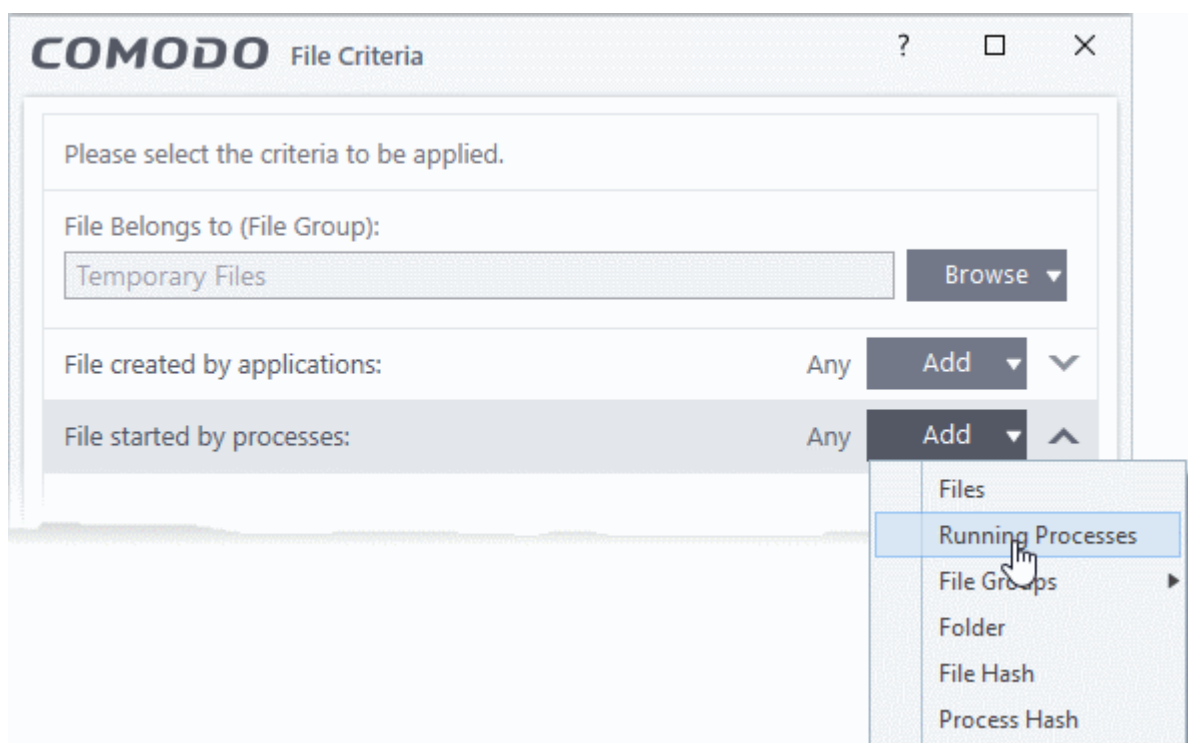 COMODO File Criteria ?
Please select the criteria to be applied.
File Belongs to (File Group):
Temporary Files Browse
File created by applications: Any Add
File started by processes: Any Add
Files
Running Processes
File Groups
Folder
File Hash
Process Hash